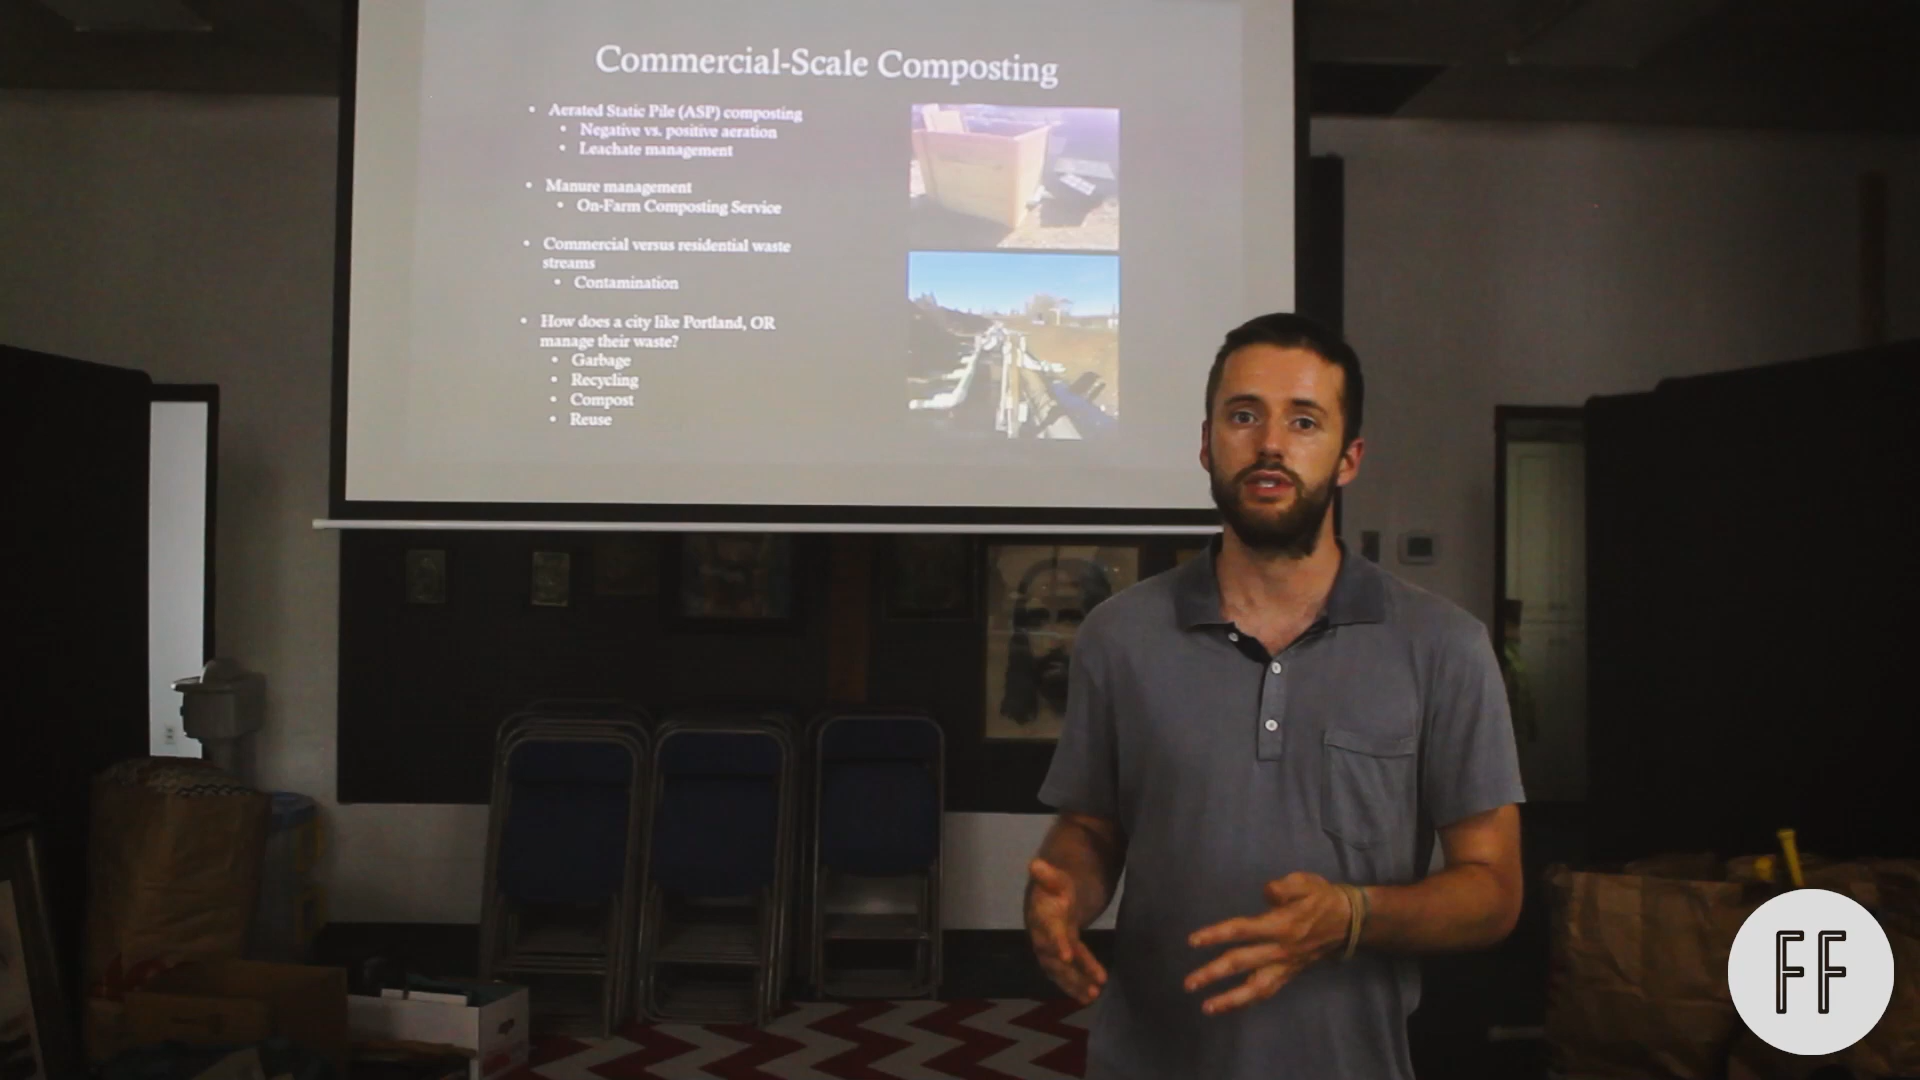 Commercial-Scale Composting
• Aerated Static Pile (ASP) composting
• Negative vs. positive aeration
• Leachate management
• Manure management
• On-Farm Composting Service
• Commercial versus residential waste
streams
• Contamination
• How does a city like Portland, OR
manage their waste?
• Garbage
• Recycling
• Compost
• Reuse
FF